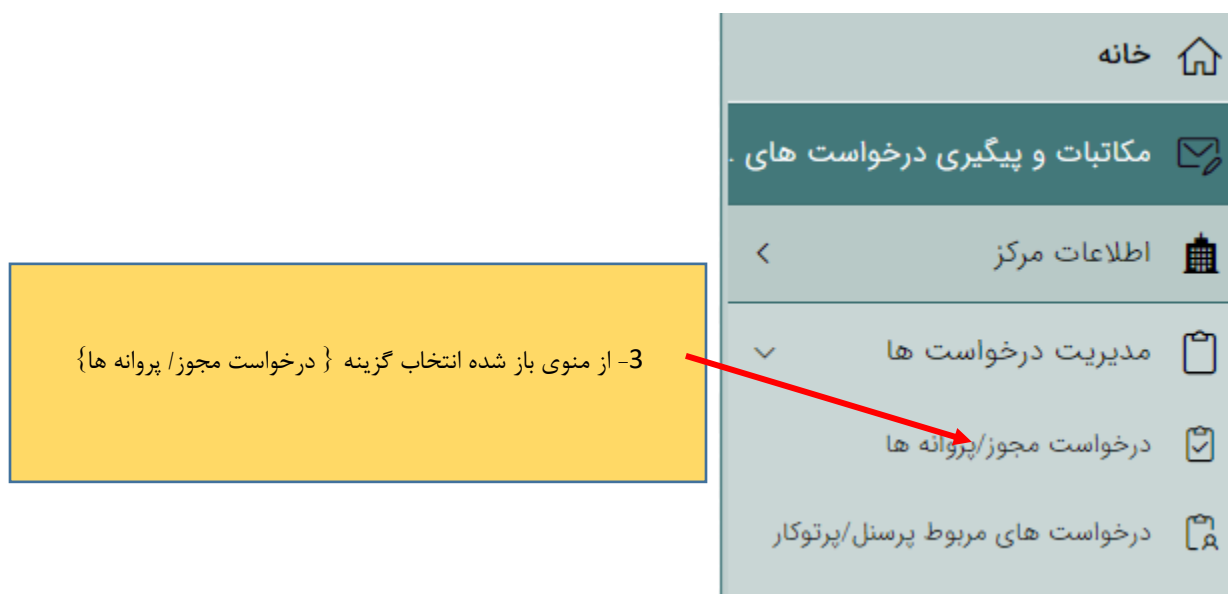 خانه
مکاتبات و پیگیری درخواست های .
اطلاعات مرکز
مدیریت درخواست ها
3- از منوی باز شده انتخاب گزینه { درخواست مجوز/ پروانه ها}
درخواست مجوز/پروانه ها
درخواست های مربوط پرسنل/پرتوکار